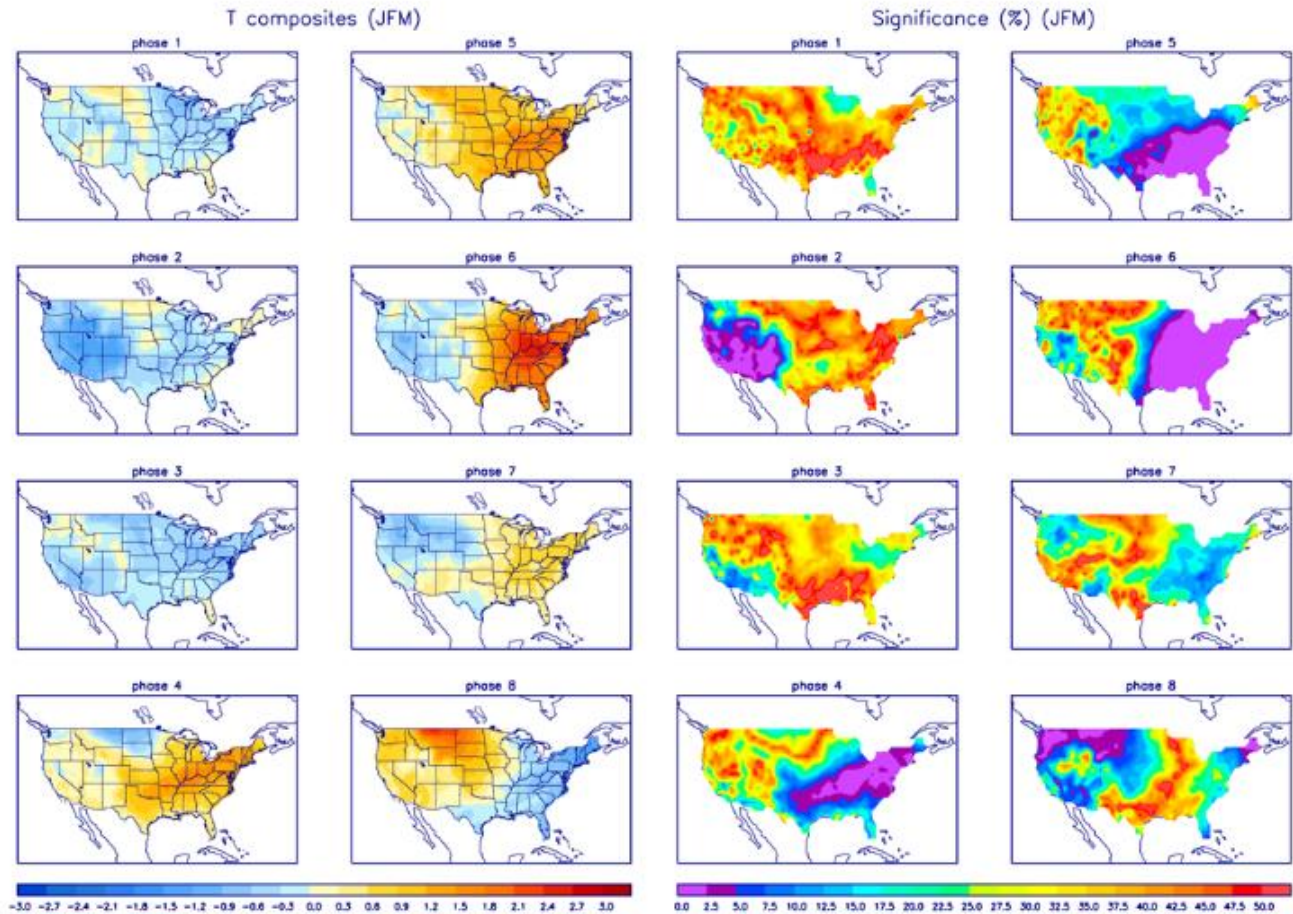 T composites (JFM)
Significance (%) (JFM)
phase 1
phase 5
phase 1
phase 5
phase 2
phase 6
phase 2
phase 6
phase 3
phase 7
phase 3
phase 7
phase 4
phase 8
phase 4
phase 8
-3.0 -2.7 -2.4 -2.1 -1.8 -1.5 -1.2 -0.9 -0.6 -0.3 0.0 0.3 0.6 0.9 1.2 1.5 1.8 2.1 2.4 2.7 3.0
0.0 2.5 5.0 7.5 10.0 12.5 15.0 17.5 20.0 22.5 25.0 27.5 30.0 32.5 35.0 37.5 40.0 42.5 45.0 47.5 50.0